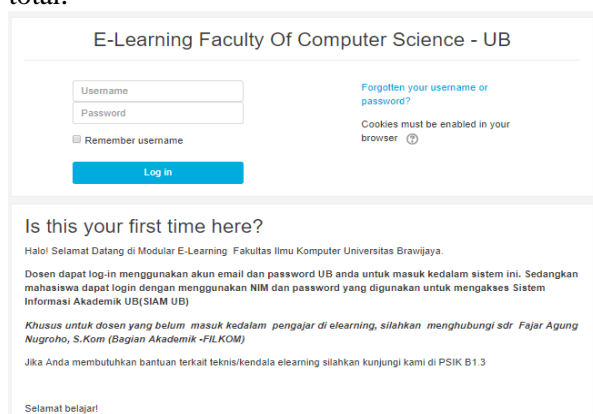 total.
E-Learning Faculty Of Computer Science - UB
Username
Password
Remember username
Log in
Forgotten your username or
password?
Cookies must be enabled in your
browser
Is this your first time here?
Halo! Selamat Datang di Modular E-Learning Fakultas Ilmu Komputer Universitas Brawijaya.
Dosen dapat log-in menggunakan akun email dan password UB anda untuk masuk kedalam sistem ini. Sedangkan
mahasiswa dapat login dengan menggunakan NIM dan password yang digunakan untuk mengakses Sistem
Informasi Akademik UB(SIAM UB)
Khusus untuk dosen yang belum masuk kedalam pengajar di elearning, silahkan menghubungi sdr Fajar Agung
Nugroho, S.Kom (Bagian Akademik -FILKOM)
Jika Anda membutuhkan bantuan terkait teknis/kendala elearning silahkan kunjungi kami di PSIK B1.3
Selamat belajar!